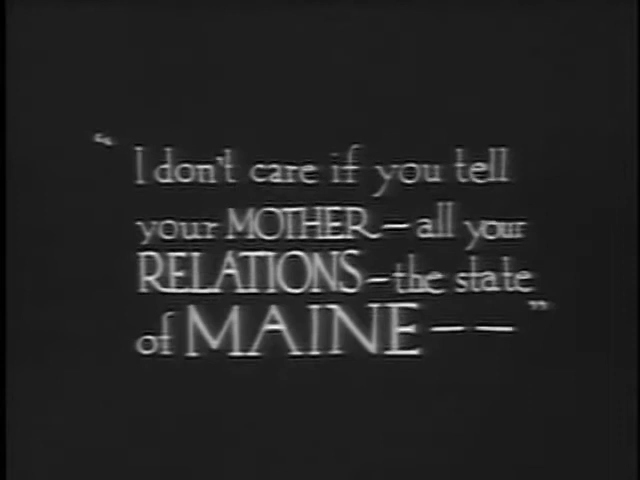 “I don't care if you tell
your MOTHER—all your
RELATIONS—the state
of MAINE— —”